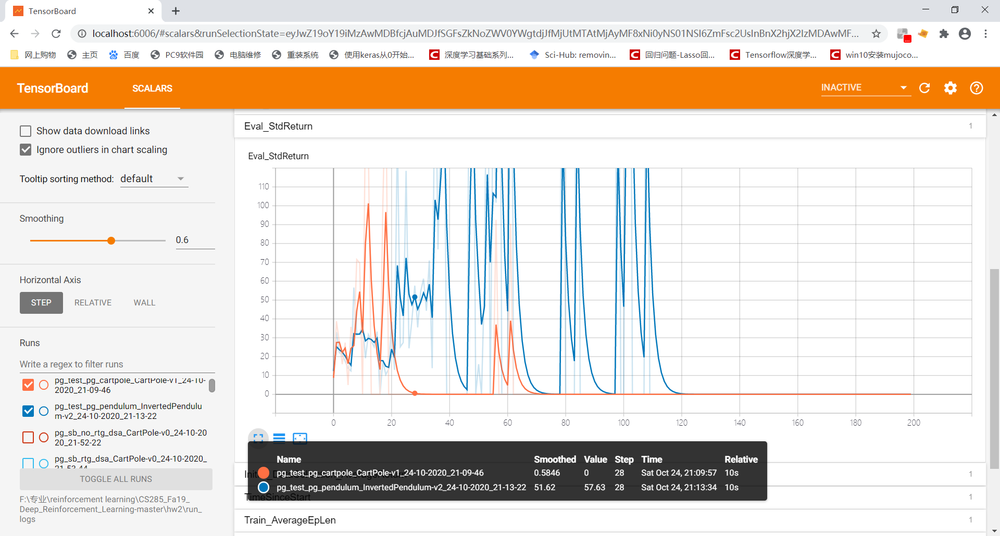 TensorBoard
localhost:6006/#scalars&runSelectionState=eyJwZ19oY19iMzAwMDBfcjAuMDJfSGFsZkNoZWV0YWgtdjJfMjUtMTAtMjAyMF8xNi0yNS01NSI6ZmFsc2UsInBnX2hjX2IzMDAwMF...
网上购物 主页 百度 PC9软件园 电脑维修 重装系统 使用keras从0开始... 深度学习基础系列... Sci-Hub: removin... 回归问题-Lasso回... Tensorflow深度学... win10安装mujoco...
TensorBoard SCALARS INACTIVE
Show data download links
Ignore outliers in chart scaling
Tooltip sorting method: default
Smoothing
0.6
Horizontal Axis
STEP RELATIVE WALL
Runs
Write a regex to filter runs
pg_test_pg_cartpole_CartPole-v1_24-10-
2020_21-09-46
pg_test_pg_pendulum_InvertedPendulu
m-v2_24-10-2020_21-13-22
pg_sb_no_rtg_dsa_CartPole-v0_24-10-20
20_21-52-22
pg_sb_rtg_dsa_CartPole-v0_24-10-2020_
TOGGLE ALL RUNS
F:\专业\reinforcement learning\CS285_Fa19_
Deep_Reinforcement_Learning-master\hw2\run_
logs
Eval_StdReturn 1
Eval_StdReturn
110
100
90
80
70
60
50
40
30
20
10
0
0 20 40 60 80 100 120 140 160 180 200
Name Smoothed Value Step Time Relative
pg_test_pg_cartpole_CartPole-v1_24-10-2020_21-09-46 0.5846 0 28 Sat Oct 24, 21:09:57 10s
pg_test_pg_pendulum_InvertedPendulum-v2_24-10-2020_21-13-22 51.62 57.63 28 Sat Oct 24, 21:13:34 10s
1
TimeSinceStart 1
Train_AverageEpLen 1